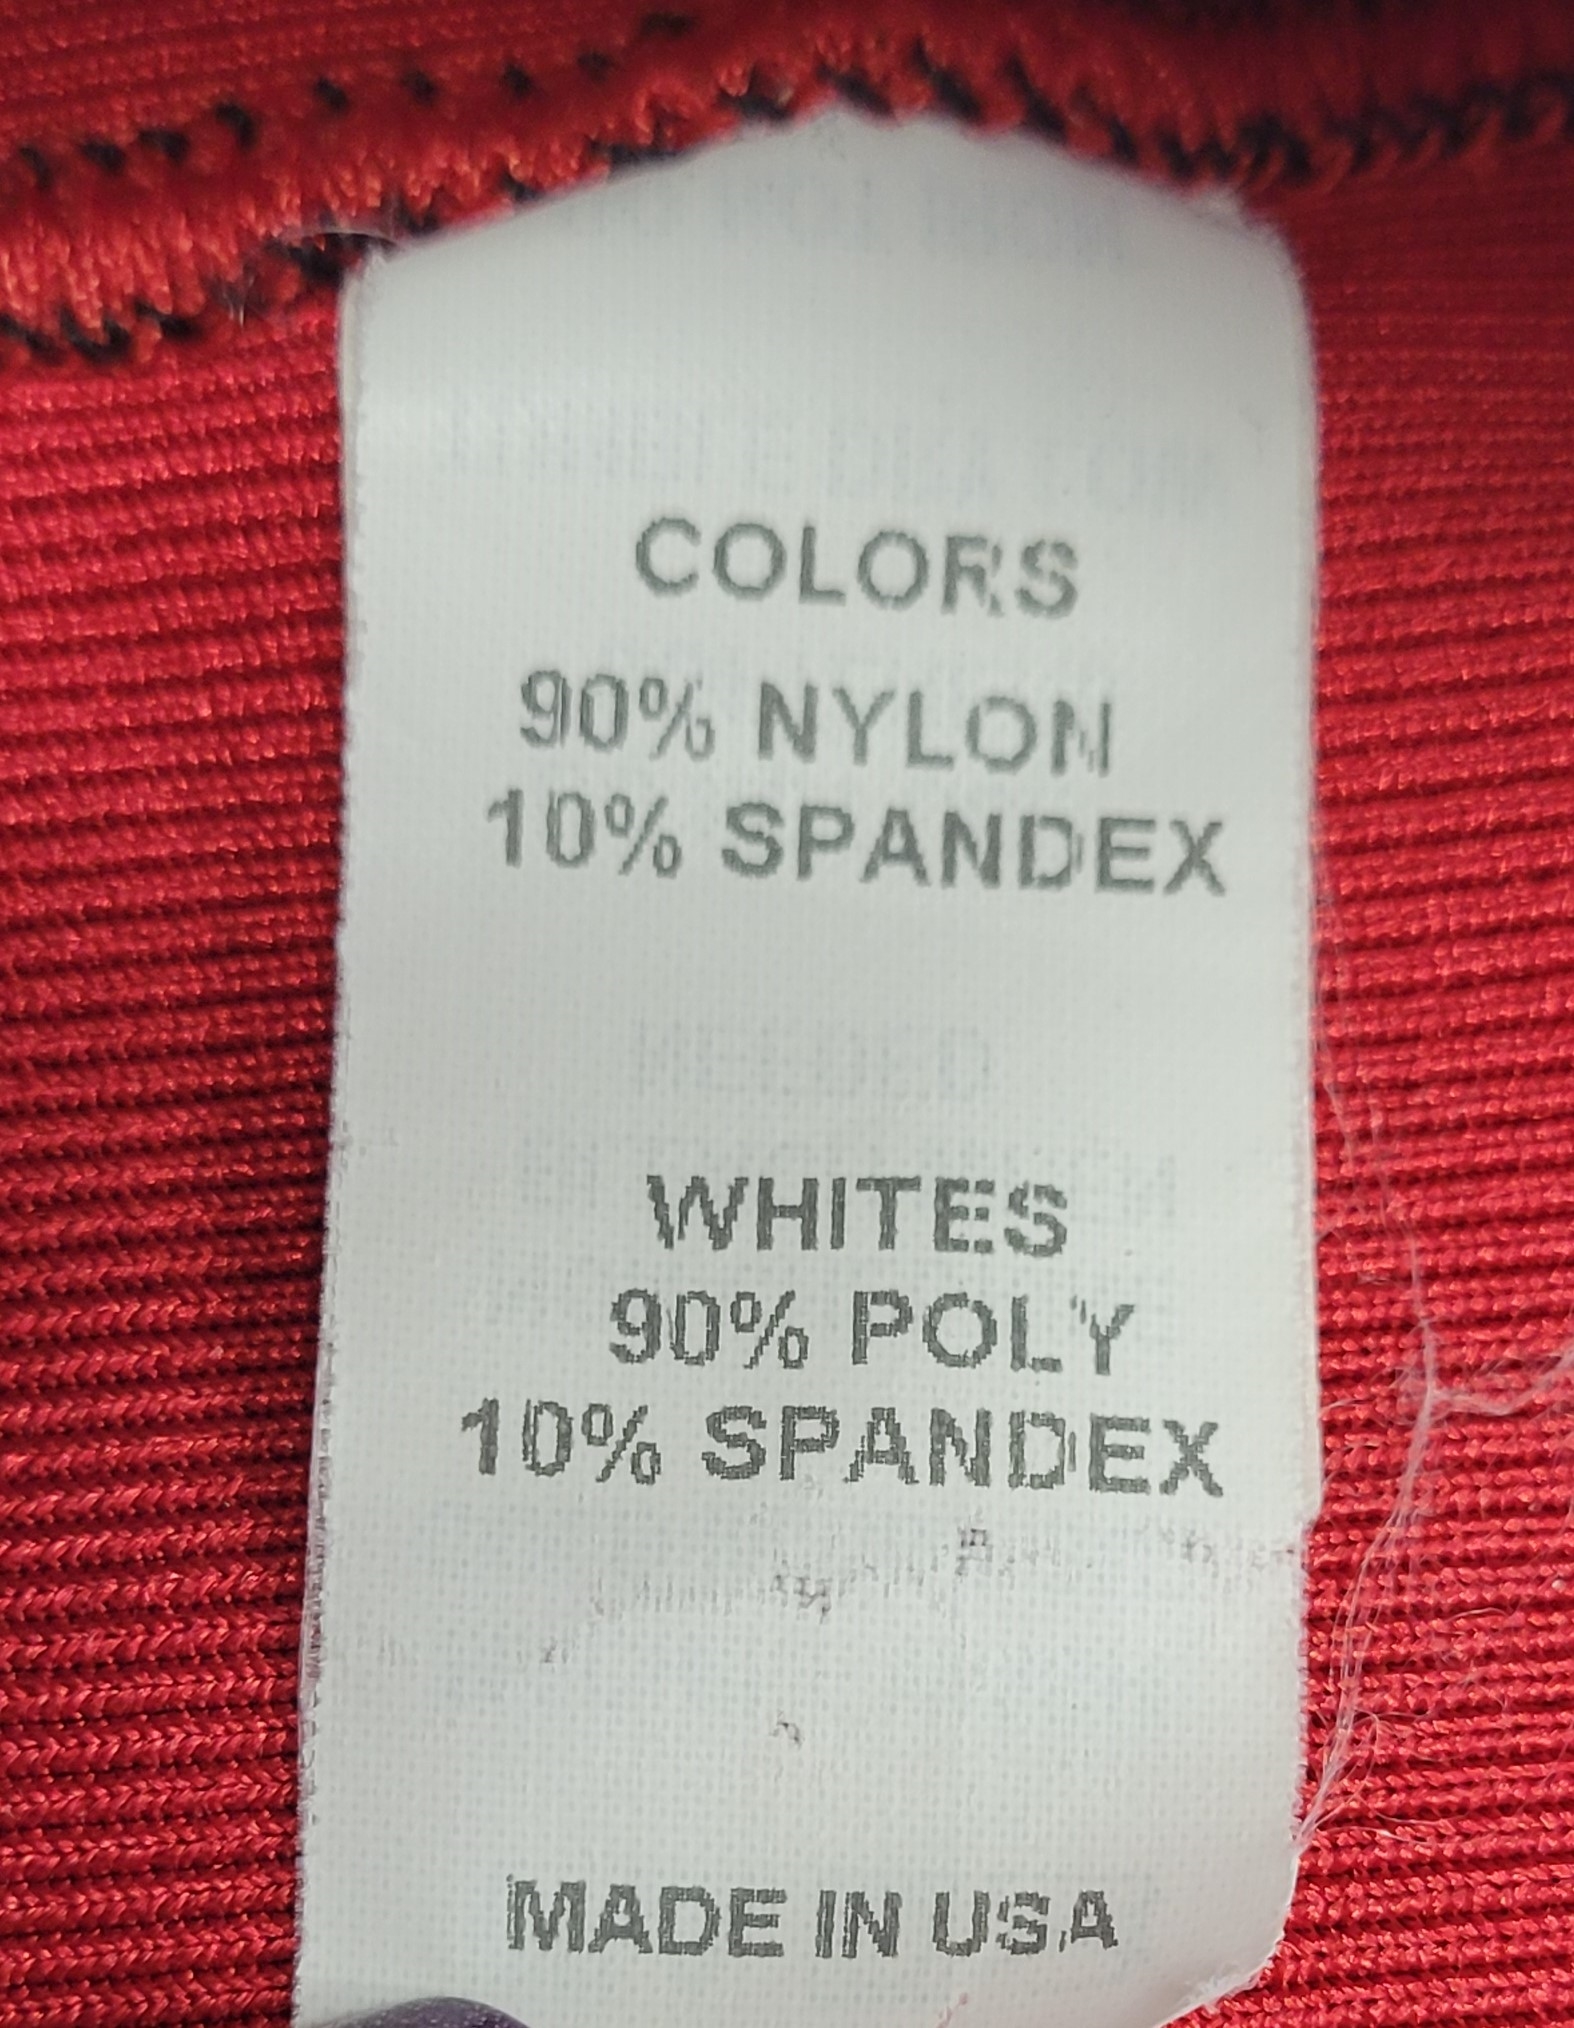 COLORS
90% NYLON
10% SPANDEX
WHITES
90% POLY
10% SPANDEX
MADE IN USA